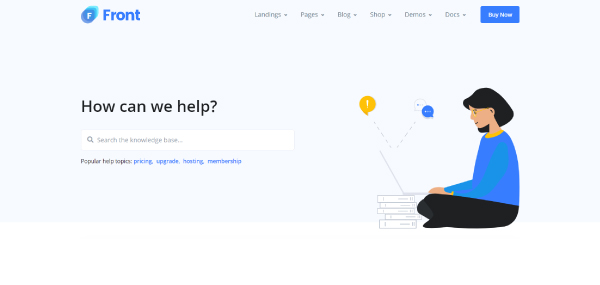 Front
Landings Pages Blog Shop Demos Docs Buy Now
How can we help?
Search the knowledge base...
Popular help topics: pricing, upgrade, hosting, membership